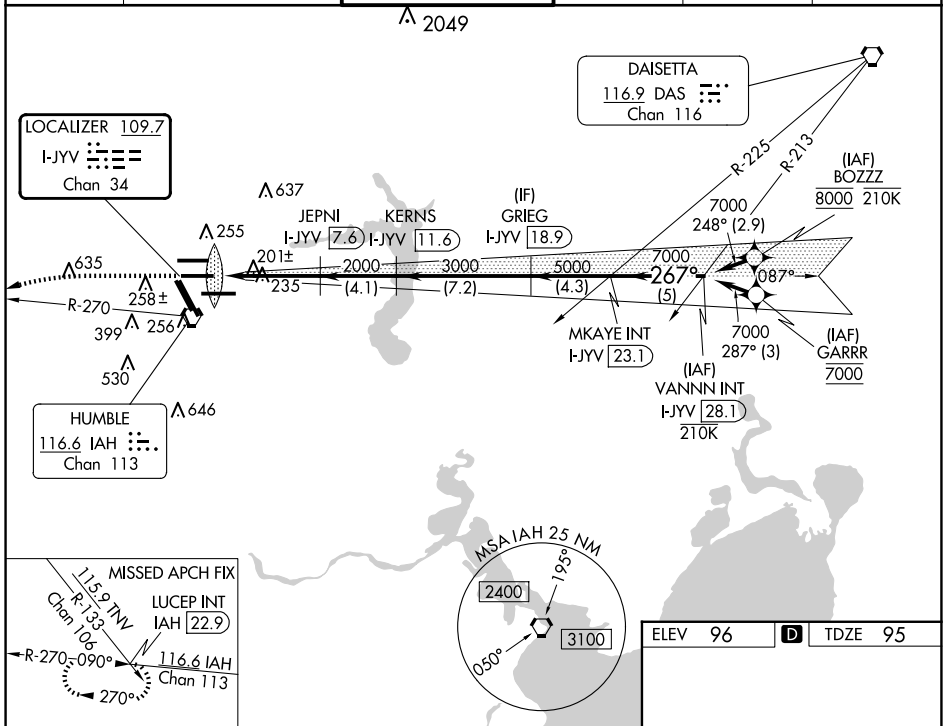 2049
DAISETTA
116.9 DAS
Chan 116
LOCALIZER 109.7
I-JYV
Chan 34
R-225
R-213
(IAF)
BOZZZ
8000 210K
7000
248° (2.9)
637
255
JEPNI
I-JYV 7.6
KERNS
I-JYV 11.6
(IF)
GRIEG
I-JYV 18.9
201±
235
2000
(4.1)
3000
(7.2)
5000
(4.3)
7000
267°
(5)
087°
635
258±
R-270
399
256
530
646
MKAYE INT
I-JYV 23.1
7000
287° (3)
(IAF)
GARRR
7000
(IAF)
VANNN INT
I-JYV 28.1
210K
HUMBLE
116.6 IAH
Chan 113
MISSED APCH FIX
115.9 TNV
R-133
Chan 106
LUCEP INT
IAH 22.9
R-270
090°
116.6 IAH
Chan 113
270°
MSA IAH 25 NM
195°
2400
3100
050°
ELEV 96 D TDZE 95